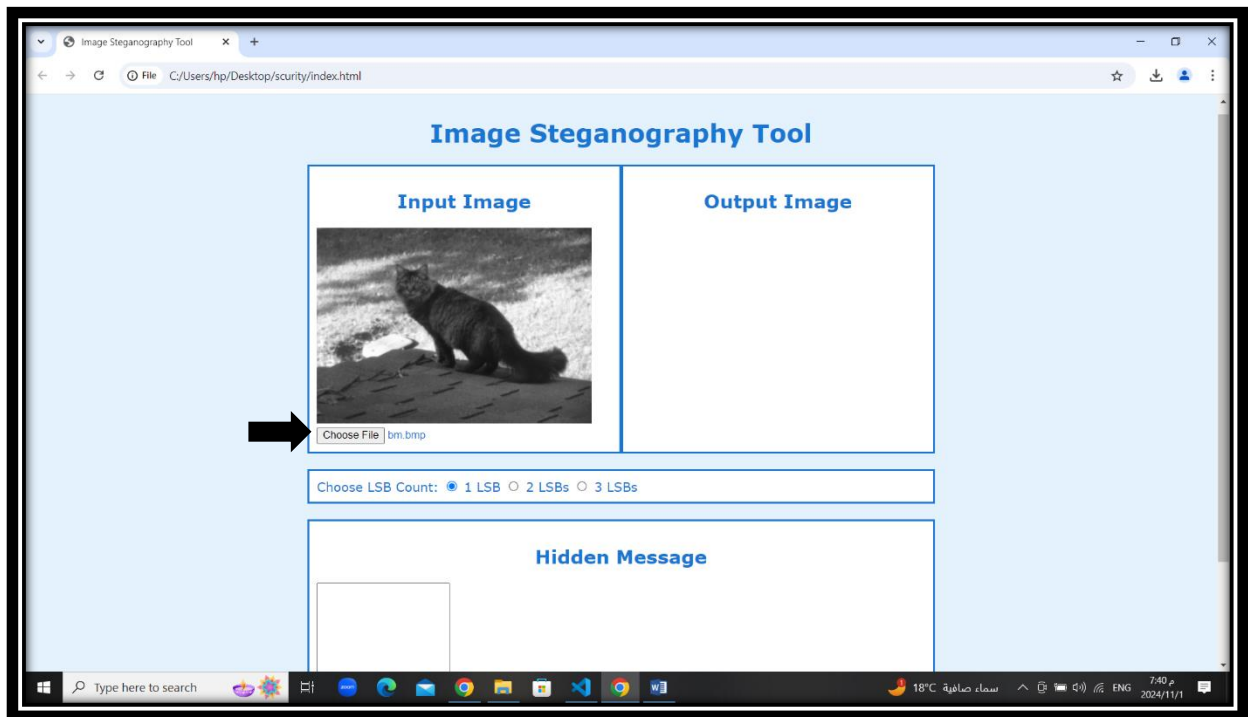 Image Steganography Tool
File C:/Users/hp/Desktop/scurity/index.html
Image Steganography Tool
Input Image
Output Image
Choose File bm.bmp
Choose LSB Count: 1 LSB 2 LSBs 3 LSBs
Hidden Message
Type here to search
zoom
18°C سماء صافية
ENG
7:40 م
2024/11/1